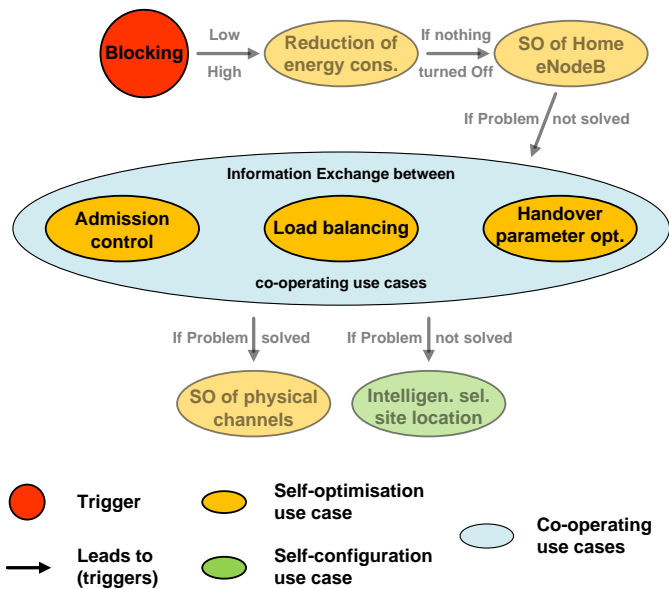 Blocking
Low
High
Reduction of
energy cons.
If nothing
turned Off
SO of Home
eNodeB
If Problem not solved
Information Exchange between
Admission
control
Load balancing
Handover
parameter opt.
co-operating use cases
If Problem solved
If Problem not solved
SO of physical
channels
Intelligen. sel.
site location
Trigger
Self-optimisation
use case
Co-operating
use cases
Leads to
(triggers)
Self-configuration
use case